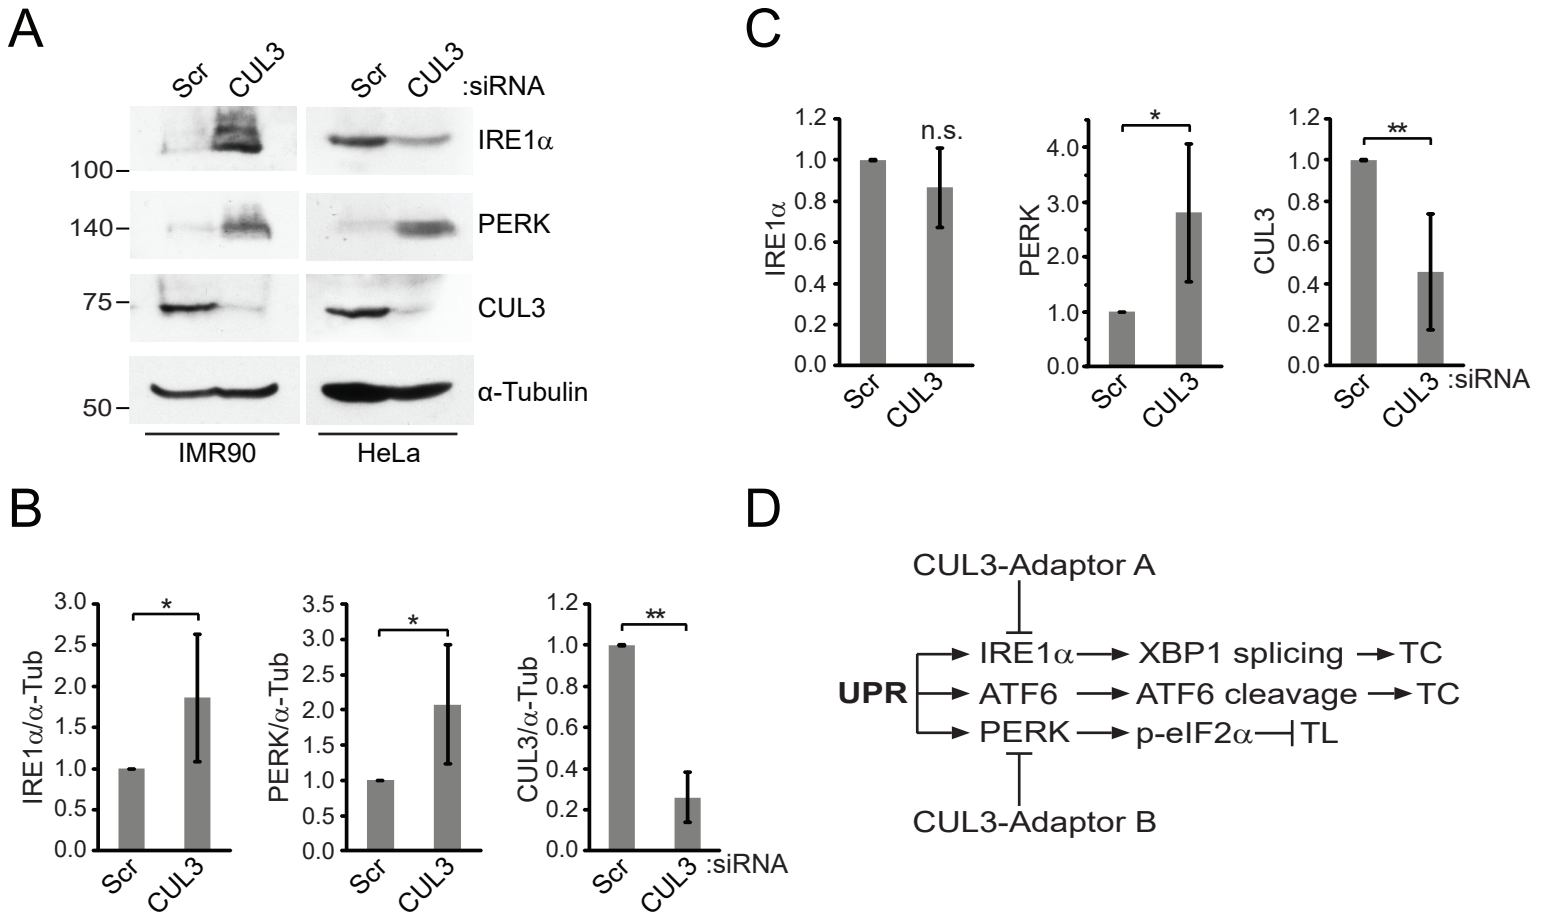 A
Scr CUL3 Scr CUL3 :siRNA
IRE1α
100
140
PERK
75
CUL3
50
α-Tubulin
IMR90 HeLa
C
IRE1α
1.2
1.0
0.8
0.6
0.4
0.2
0.0
n.s.
Scr CUL3
PERK
4.0
3.0
2.0
1.0
0.0
*
Scr CUL3
CUL3
1.2
1.0
0.8
0.6
0.4
0.2
0.0
**
Scr CUL3 :siRNA
B
IRE1α/α-Tub
3.0
2.5
2.0
1.5
1.0
0.5
0.0
*
Scr CUL3
PERK/α-Tub
3.5
3.0
2.5
2.0
1.5
1.0
0.5
0.0
*
Scr CUL3
CUL3/α-Tub
1.2
1.0
0.8
0.6
0.4
0.2
0.0
**
Scr CUL3 :siRNA
D
CUL3-Adaptor A
IRE1α XBP1 splicing TC
UPR ATF6 ATF6 cleavage TC
PERK p-eIF2α TL
CUL3-Adaptor B